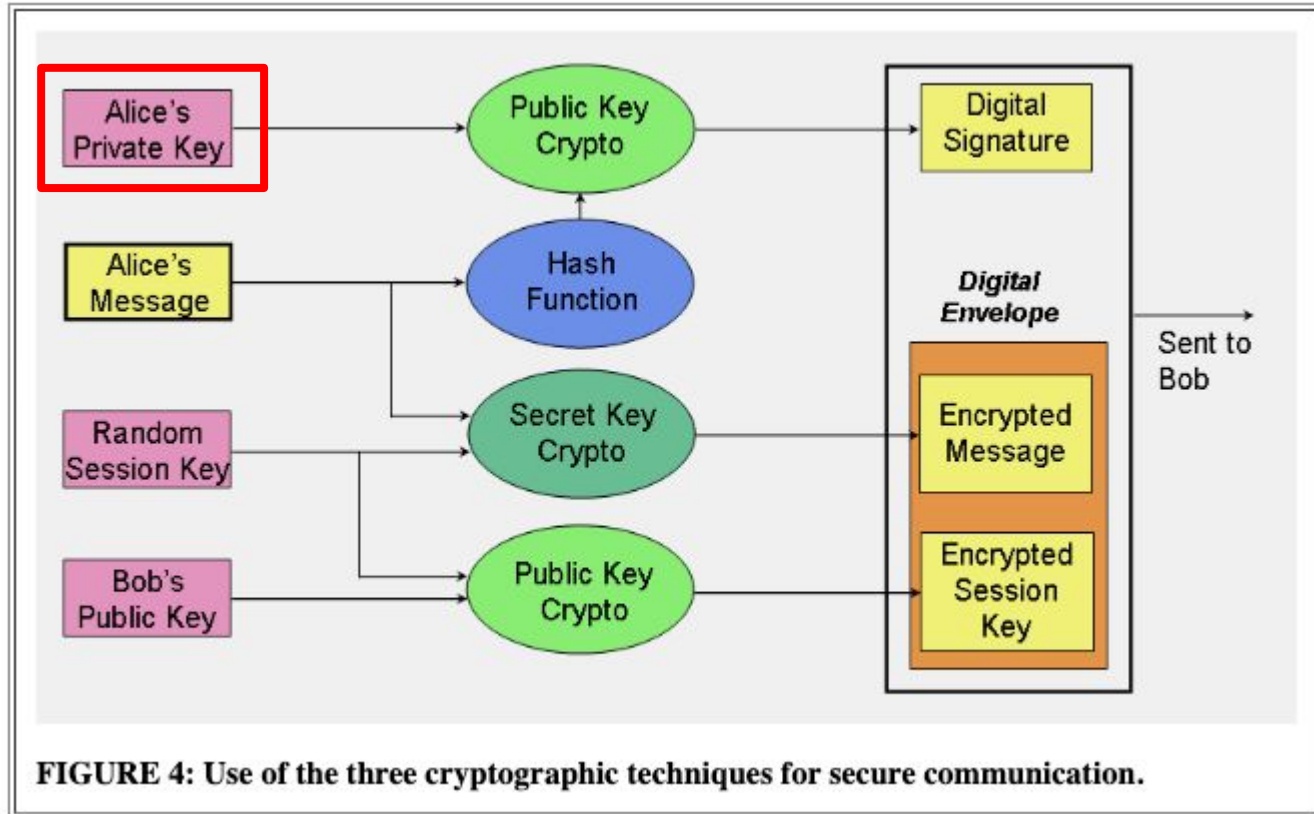 Alice's
Private Key
Public Key
Crypto
Digital
Signature
Alice's
Message
Hash
Function
Digital
Envelope
Sent to
Bob
Random
Session Key
Secret Key
Crypto
Encrypted
Message
Bob's
Public Key
Public Key
Crypto
Encrypted
Session
Key
FIGURE 4: Use of the three cryptographic techniques for secure communication.